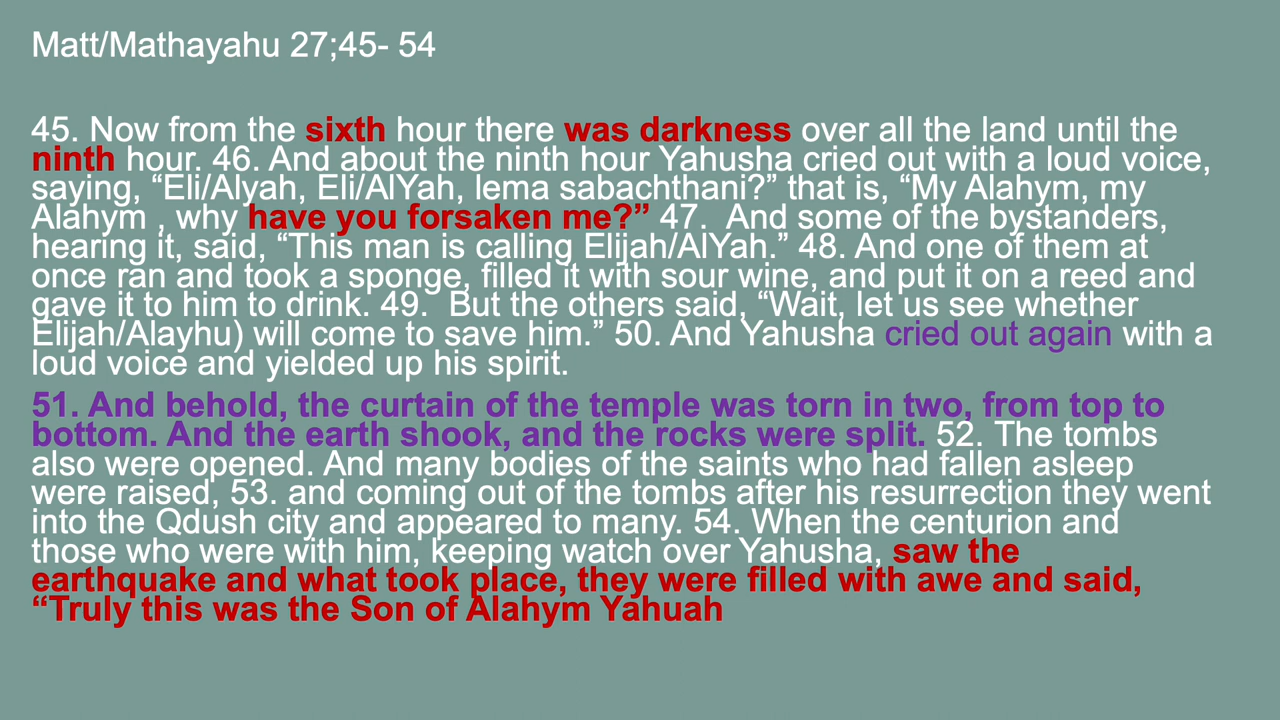 Matt/Mathayahu 27;45- 54
45. Now from the sixth hour there was darkness over all the land until the
ninth hour. 46. And about the ninth hour Yahusha cried out with a loud voice,
saying, “Eli/Alyah, Eli/AlYah, lema sabachthani?” that is, “My Alahym, my
Alahym , why have you forsaken me?” 47.  And some of the bystanders,
hearing it, said, “This man is calling Elijah/AlYah.” 48. And one of them at
once ran and took a sponge, filled it with sour wine, and put it on a reed and
gave it to him to drink. 49.  But the others said, “Wait, let us see whether
Elijah/Alayhu) will come to save him.” 50. And Yahusha cried out again with a
loud voice and yielded up his spirit.
51. And behold, the curtain of the temple was torn in two, from top to
bottom. And the earth shook, and the rocks were split. 52. The tombs
also were opened. And many bodies of the saints who had fallen asleep
were raised, 53. and coming out of the tombs after his resurrection they went
into the Qdush city and appeared to many. 54. When the centurion and
those who were with him, keeping watch over Yahusha, saw the
earthquake and what took place, they were filled with awe and said,
“Truly this was the Son of Alahym Yahuah